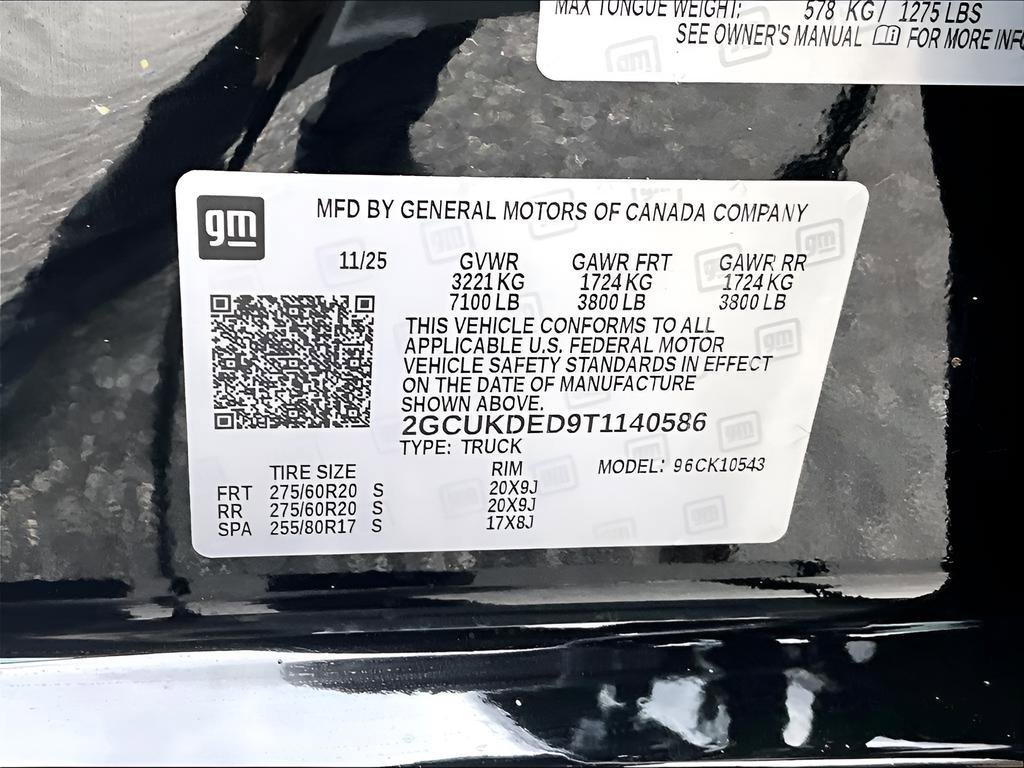 MAX TONGUE WEIGHT: 578 KG / 1275 LBS
SEE OWNER'S MANUAL FOR MORE INFO
gm
MFD BY GENERAL MOTORS OF CANADA COMPANY
11/25 GVWR GAWR FRT GAWR RR
3221 KG 1724 KG 1724 KG
7100 LB 3800 LB 3800 LB
THIS VEHICLE CONFORMS TO ALL
APPLICABLE U.S. FEDERAL MOTOR
VEHICLE SAFETY STANDARDS IN EFFECT
ON THE DATE OF MANUFACTURE
SHOWN ABOVE.
2GCUKDED9T1140586
TYPE: TRUCK
TIRE SIZE RIM MODEL: 96CK10543
FRT 275/60R20 S 20X9J
RR 275/60R20 S 20X9J
SPA 255/80R17 S 17X8J